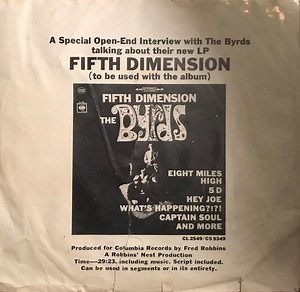 A Special Open-End Interview with The Byrds
talking about their new LP
FIFTH DIMENSION
(to be used with the album)
FIFTH DIMENSION
THE BYRDS
EIGHT MILES
HIGH
5 D
HEY JOE
WHAT'S HAPPENING?!?!
CAPTAIN SOUL
AND MORE
CL 2549/CS 9349
Produced for Columbia Records by Fred Robbins
A Robbins' Nest Production
Time—29:23, including music. Script included.
Can be used in segments or in its entirety.